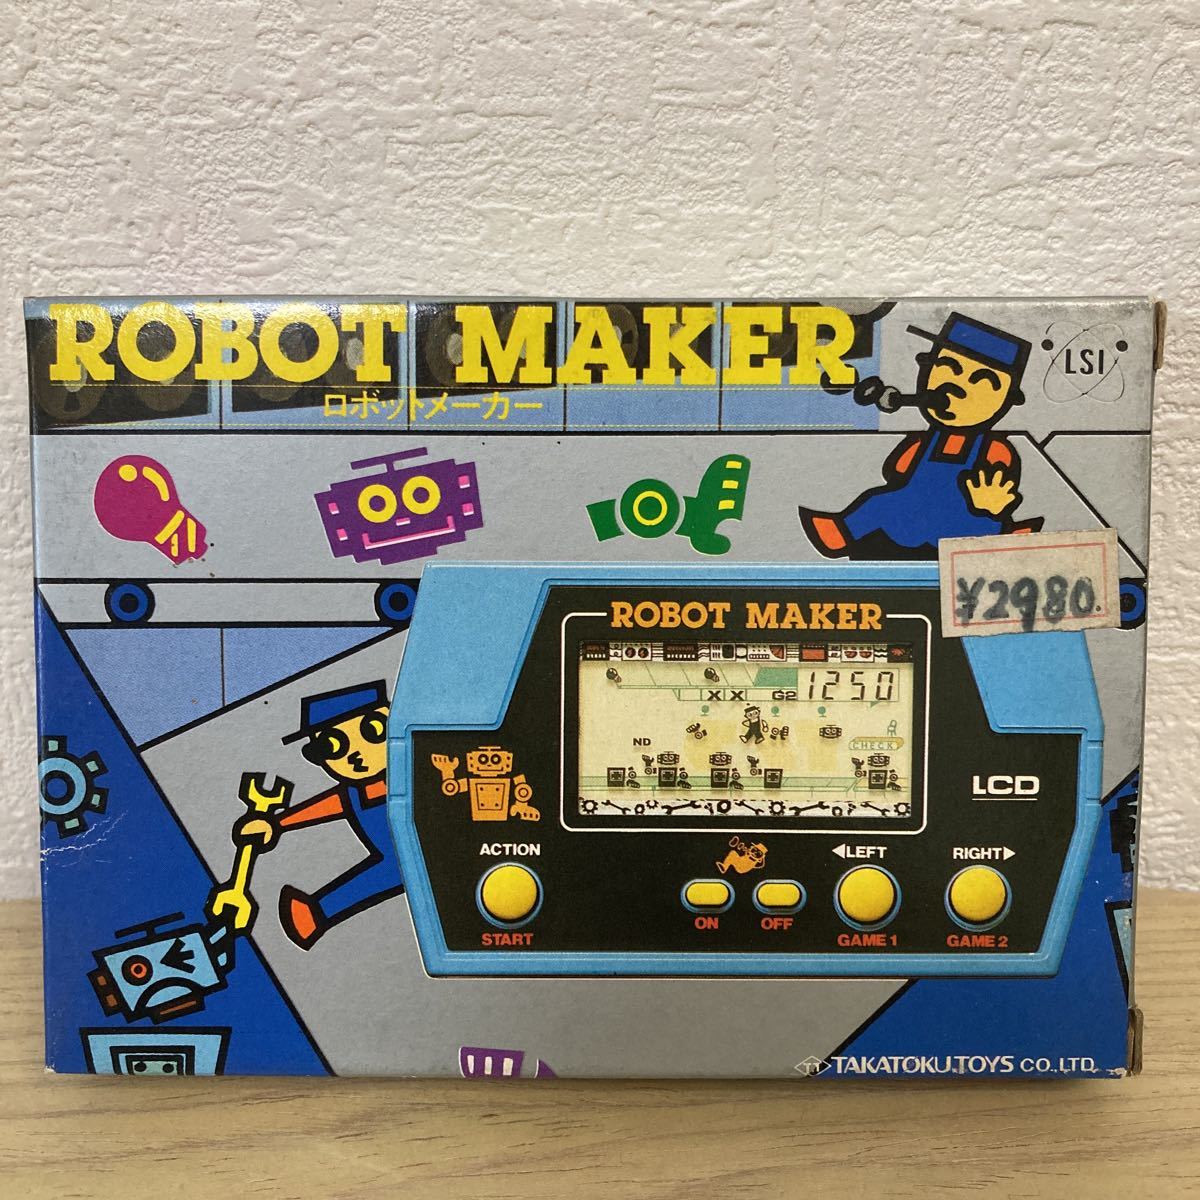 ROBOT MAKER
ロボットメーカー
LSI
¥2980.
ROBOT MAKER
G2 1250
ND
CHECK
LCD
ACTION
◀LEFT
RIGHT▶
START
ON
OFF
GAME 1
GAME 2
TT TAKATOKU TOYS CO.,LTD.